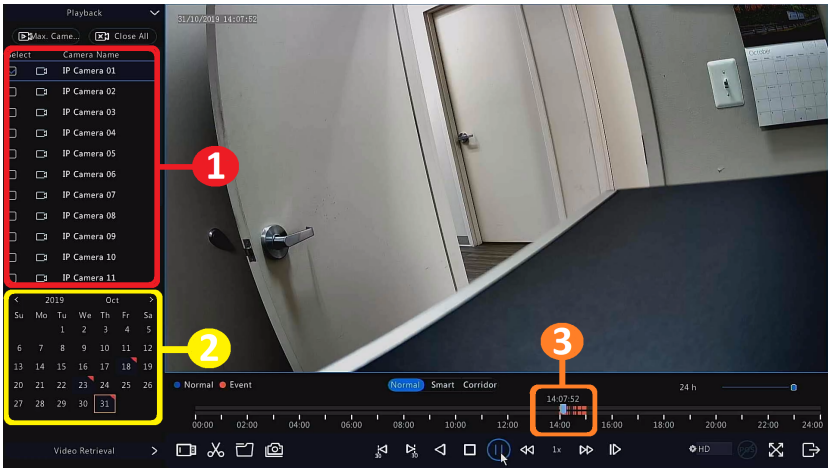 Playback
Max. Came... Close All
Select Camera Name
IP Camera 01
IP Camera 02
IP Camera 03
IP Camera 04
IP Camera 05
IP Camera 06
IP Camera 07
IP Camera 08
IP Camera 09
IP Camera 10
IP Camera 11
1
< 2019 Oct >
Su Mo Tu We Th Fr Sa
1 2 3 4 5
6 7 8 9 10 11 12
13 14 15 16 17 18 19
20 21 22 23 24 25 26
27 28 29 30 31
2
Video Retrieval >
31/10/2019 14:07:52
October
3
Normal Event
Normal Smart Corridor
24 h
14:07:52
00:00 02:00 04:00 06:00 08:00 10:00 12:00 14:00 16:00 18:00 20:00 22:00 24:00
30 30 1x HD POS